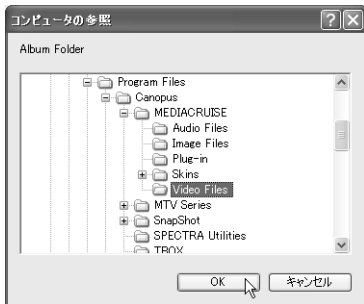 コンピュータの参照
Album Folder
Program Files
Canopus
MEDIACRUISE
Audio Files
Image Files
Plug-in
Skins
Video Files
MTV Series
SnapShot
SPECTRA Utilities
TBOX
OK
キャンセル